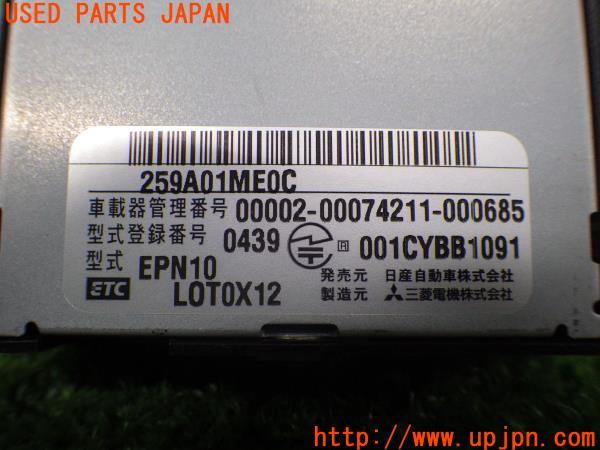 USED PARTS JAPAN
259A01ME0C
車載器管理番号 00002-00074211-000685
型式登録番号 0439 R 001CYBB1091
型式 EPN10 発売元 日産自動車株式会社
ETC LOT0X12 製造元 三菱電機株式会社
http://www.upjpn.com/